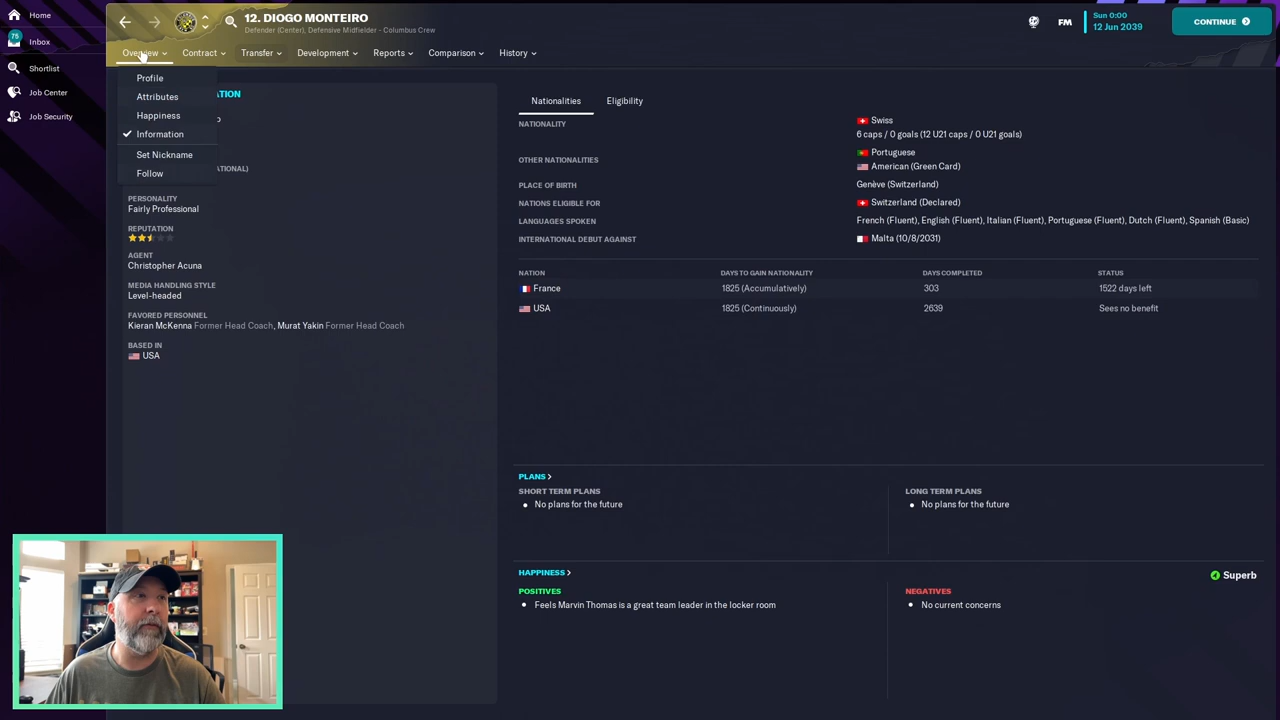 Home
75
Inbox
Shortlist
Job Center
Job Security
12. DIOGO MONTEIRO
Defender (Center), Defensive Midfielder - Columbus Crew
FM
Sun 0:00
12 Jun 2039
CONTINUE
Overview
Contract
Transfer
Development
Reports
Comparison
History
Profile
Attributes
Happiness
Information
Set Nickname
Follow
PERSONALITY
Fairly Professional
REPUTATION
AGENT
Christopher Acuna
MEDIA HANDLING STYLE
Level-headed
FAVORED PERSONNEL
Kieran McKenna Former Head Coach, Murat Yakin Former Head Coach
BASED IN
USA
Nationalities
Eligibility
NATIONALITY
Swiss
6 caps / 0 goals (12 U21 caps / 0 U21 goals)
OTHER NATIONALITIES
Portuguese
American (Green Card)
PLACE OF BIRTH
Genève (Switzerland)
NATIONS ELIGIBLE FOR
Switzerland (Declared)
LANGUAGES SPOKEN
French (Fluent), English (Fluent), Italian (Fluent), Portuguese (Fluent), Dutch (Fluent), Spanish (Basic)
INTERNATIONAL DEBUT AGAINST
Malta (10/8/2031)
NATION DAYS TO GAIN NATIONALITY DAYS COMPLETED STATUS
France 1825 (Accumulatively) 303 1522 days left
USA 1825 (Continuously) 2639 Sees no benefit
PLANS
SHORT TERM PLANS
No plans for the future
LONG TERM PLANS
No plans for the future
HAPPINESS
Superb
POSITIVES
Feels Marvin Thomas is a great team leader in the locker room
NEGATIVES
No current concerns